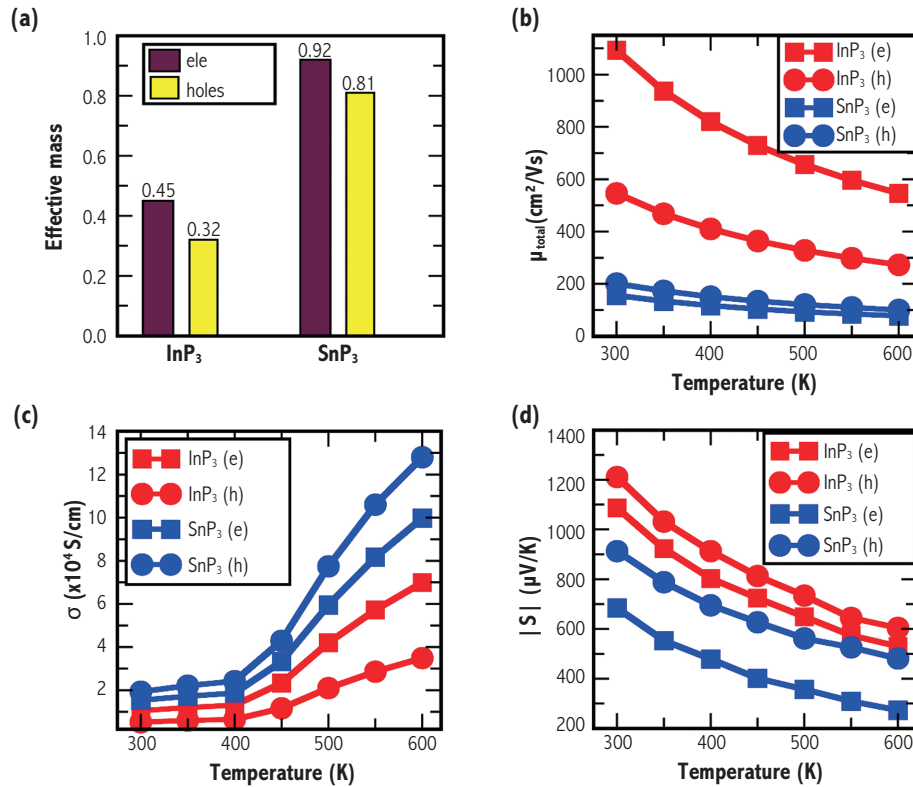 (a)
1.0
0.8
0.6
0.4
0.2
0.0
Effective mass
ele
holes
0.45
0.32
0.92
0.81
InP₃
SnP₃
(b)
1000
800
600
400
200
0
μtotal(cm²/Vs)
InP₃ (e)
InP₃ (h)
SnP₃ (e)
SnP₃ (h)
300 400 500 600
Temperature (K)
(c)
14
12
10
8
6
4
2
σ (x10⁴ S/cm)
InP₃ (e)
InP₃ (h)
SnP₃ (e)
SnP₃ (h)
300 400 500 600
Temperature (K)
(d)
1400
1200
1000
800
600
400
200
|S| (μV/K)
InP₃ (e)
InP₃ (h)
SnP₃ (e)
SnP₃ (h)
300 400 500 600
Temperature (K)